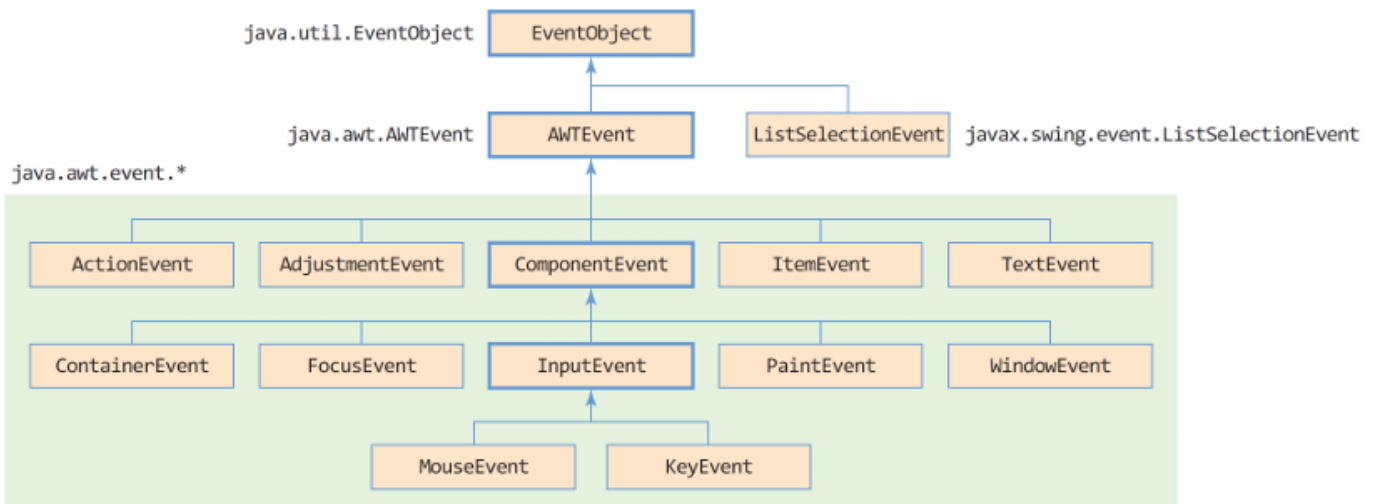 java.util.EventObject EventObject
java.awt.AWTEvent AWTEvent ListSelectionEvent javax.swing.event.ListSelectionEvent
java.awt.event.*
ActionEvent AdjustmentEvent ComponentEvent ItemEvent TextEvent
ContainerEvent FocusEvent InputEvent PaintEvent WindowEvent
MouseEvent KeyEvent